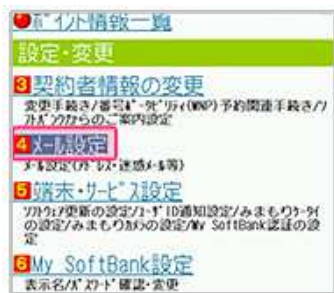 ﾎﾟｲﾝﾄ情報一覧
設定・変更
3 契約者情報の変更
変更手続き/番号ﾎﾟｰﾀﾋﾞﾘﾃｨ(MNP)予約関連手続き/ｿ
ﾌﾄﾊﾞﾝｸからのご案内設定
4 ﾒｰﾙ設定
ﾒｰﾙ設定(ｱﾄﾞﾚｽ・迷惑ﾒｰﾙ等)
5 端末・ｻｰﾋﾞｽ設定
ｿﾌﾄｳｪｱ更新の設定/ﾕｰｻﾞID通知設定/みまもりｹｰﾀｲ
の設定/みまもりｶﾒﾗの設定/My SoftBank認証の設
定
6 My SoftBank設定
表示名/ﾊﾟｽﾜｰﾄﾞ確認・変更